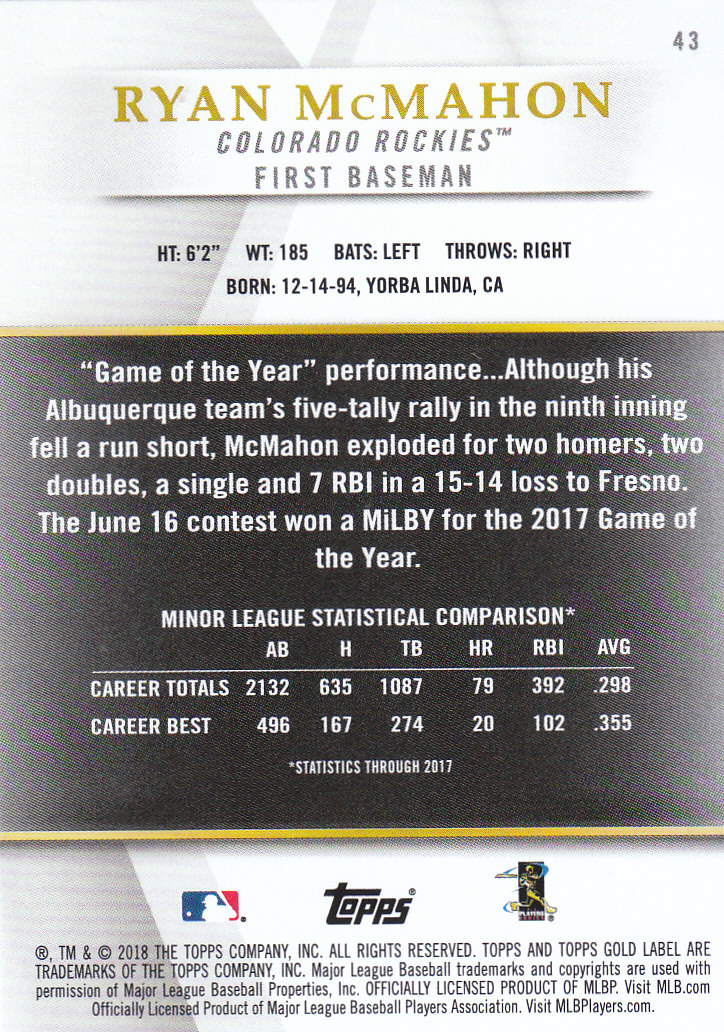 43
RYAN McMAHON
COLORADO ROCKIES™
FIRST BASEMAN
HT: 6'2" WT: 185 BATS: LEFT THROWS: RIGHT
BORN: 12-14-94, YORBA LINDA, CA
"Game of the Year" performance...Although his
Albuquerque team's five-tally rally in the ninth inning
fell a run short, McMahon exploded for two homers, two
doubles, a single and 7 RBI in a 15-14 loss to Fresno.
The June 16 contest won a MiLBY for the 2017 Game of
the Year.
MINOR LEAGUE STATISTICAL COMPARISON*
AB H TB HR RBI AVG
CAREER TOTALS 2132 635 1087 79 392 .298
CAREER BEST 496 167 274 20 102 .355
*STATISTICS THROUGH 2017
Topps®
PLAYERS
®, TM & © 2018 THE TOPPS COMPANY, INC. ALL RIGHTS RESERVED. TOPPS AND TOPPS GOLD LABEL ARE
TRADEMARKS OF THE TOPPS COMPANY, INC. Major League Baseball trademarks and copyrights are used with
permission of Major League Baseball Properties, Inc. OFFICIALLY LICENSED PRODUCT OF MLBP. Visit MLB.com
Officially Licensed Product of Major League Baseball Players Association. Visit MLBPlayers.com.